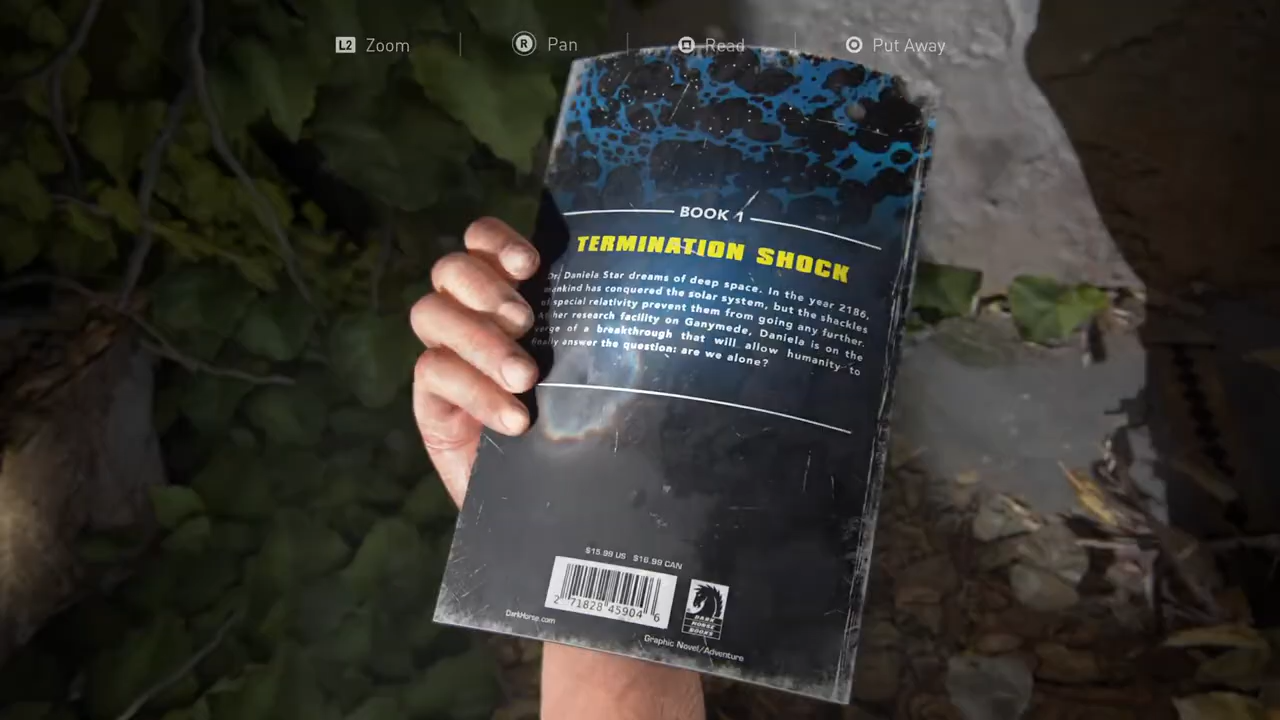 L2 Zoom R Pan Read Put Away
BOOK 1
TERMINATION SHOCK
Dr. Daniela Star dreams of deep space. In the year 2186,
mankind has conquered the solar system, but the shackles
of special relativity prevent them from going any further.
At her research facility on Ganymede, Daniela is on the
verge of a breakthrough that will allow humanity to
finally answer the question: are we alone?
$15.99 US $16.99 CAN
2 71828 45904 6
DARK
HORSE
BOOKS
DarkHorse.com
Graphic Novel/Adventure